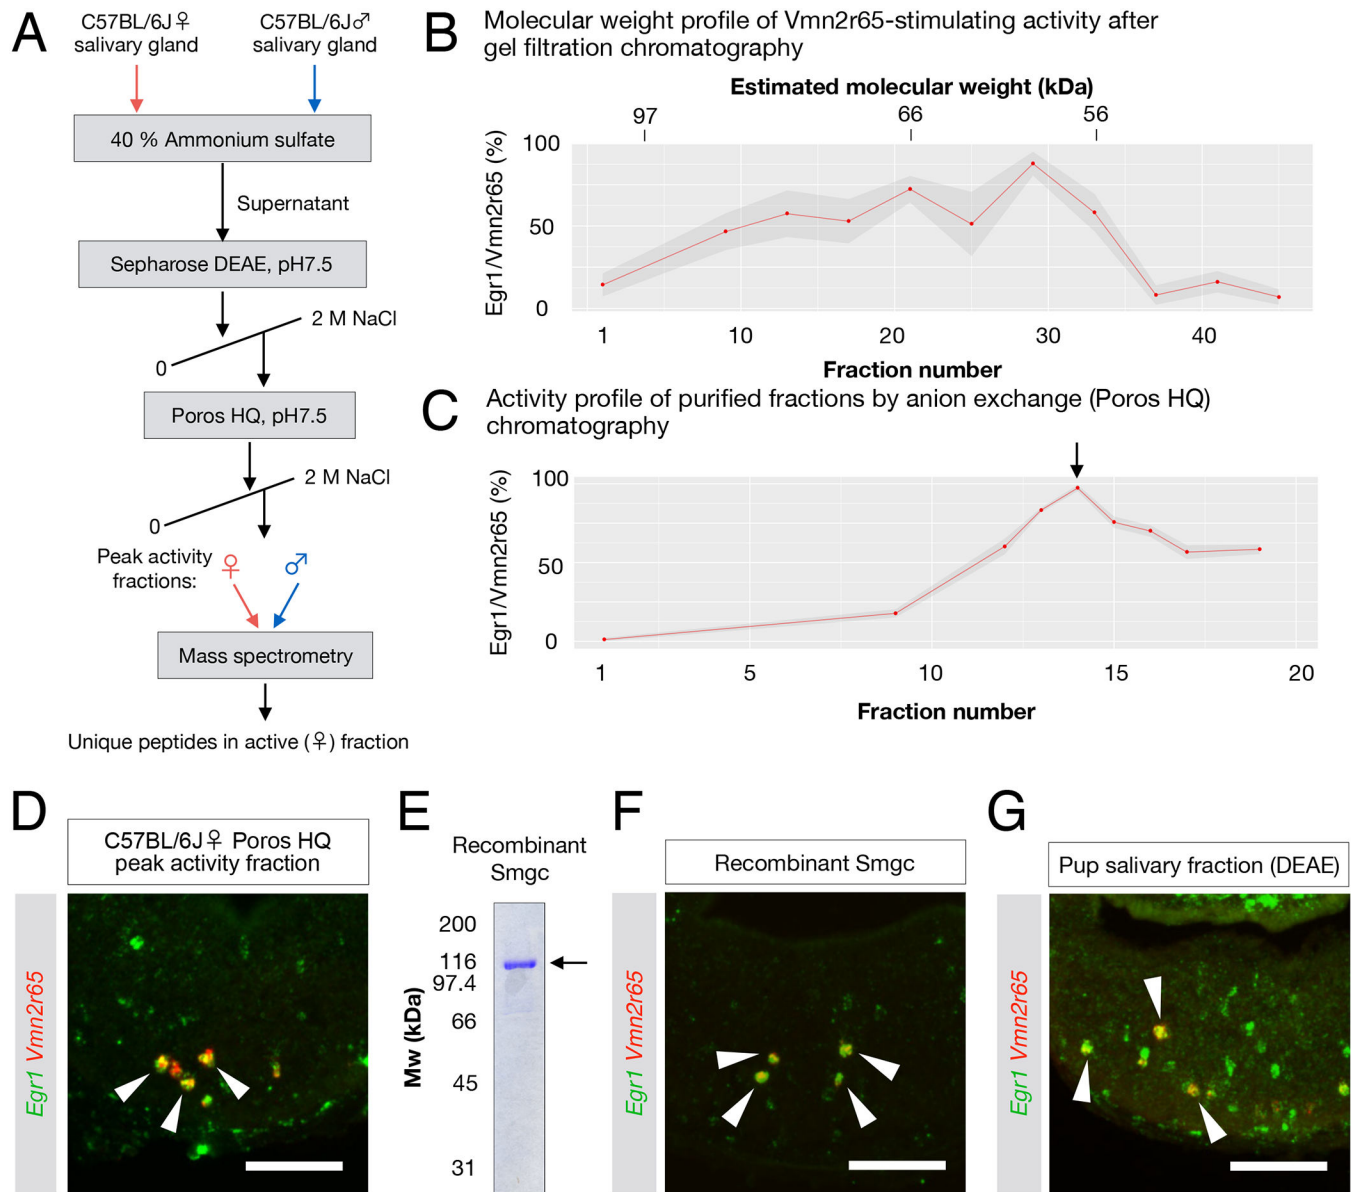 A
C57BL/6J♀
salivary gland
C57BL/6J♂
salivary gland
40 % Ammonium sulfate
Supernatant
Sepharose DEAE, pH7.5
2 M NaCl
0
Poros HQ, pH7.5
2 M NaCl
0
Peak activity
fractions:
♀
♂
Mass spectrometry
Unique peptides in active (♀) fraction
B
Molecular weight profile of Vmn2r65-stimulating activity after
gel filtration chromatography
Estimated molecular weight (kDa)
97
66
56
Egr1/Vmn2r65 (%)
100
50
0
1
10
20
30
40
Fraction number
C
Activity profile of purified fractions by anion exchange (Poros HQ)
chromatography
Egr1/Vmn2r65 (%)
100
50
0
1
5
10
15
20
Fraction number
D
C57BL/6J♀ Poros HQ
peak activity fraction
Egr1 Vmn2r65
E
Recombinant
Smgc
Mw (kDa)
200
116
97.4
66
45
31
F
Recombinant Smgc
Egr1 Vmn2r65
G
Pup salivary fraction (DEAE)
Egr1 Vmn2r65